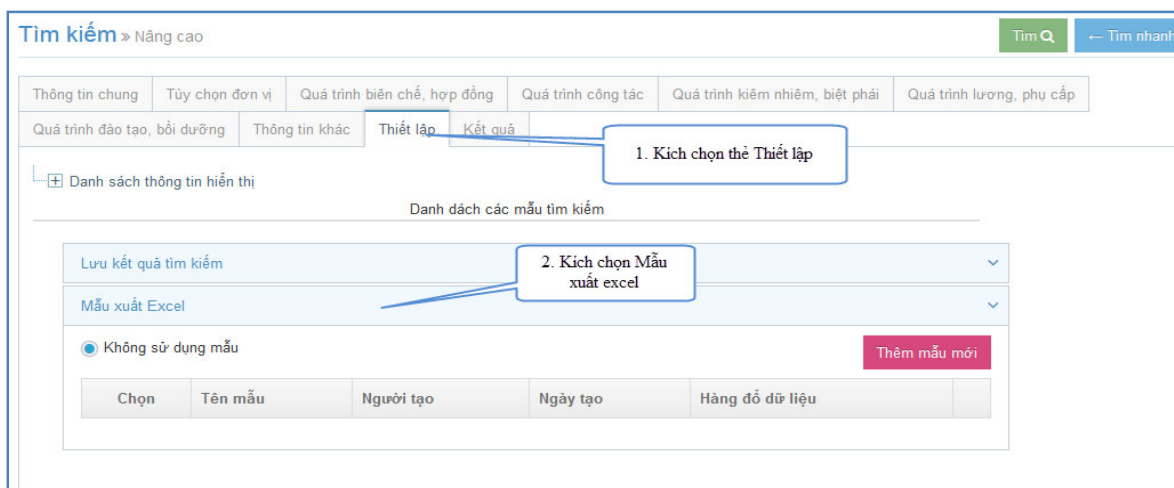 Tìm kiếm » Nâng cao
Tìm
← Tìm nhanh
Thông tin chung
Tùy chọn đơn vị
Quá trình biên chế, hợp đồng
Quá trình công tác
Quá trình kiêm nhiêm, biệt phái
Quá trình lương, phụ cấp
Quá trình đào tạo, bồi dưỡng
Thông tin khác
Thiết lập
Kết quả
1. Kích chọn thẻ Thiết lập
Danh sách thông tin hiển thị
Danh dách các mẫu tìm kiếm
Lưu kết quả tìm kiếm
2. Kích chọn Mẫu
xuất excel
Mẫu xuất Excel
Không sử dụng mẫu
Thêm mẫu mới
Chọn
Tên mẫu
Người tạo
Ngày tạo
Hàng đổ dữ liệu